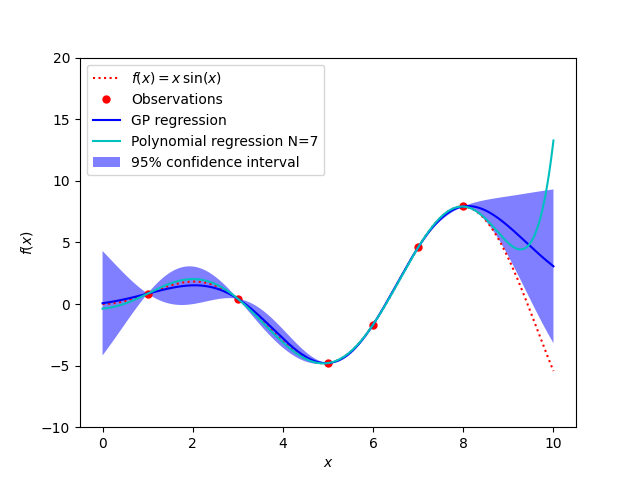 20
15
10
5
0
−5
−10
f(x)
f(x) = x sin(x)
Observations
GP regression
Polynomial regression N=7
95% confidence interval
0 2 4 6 8 10
x